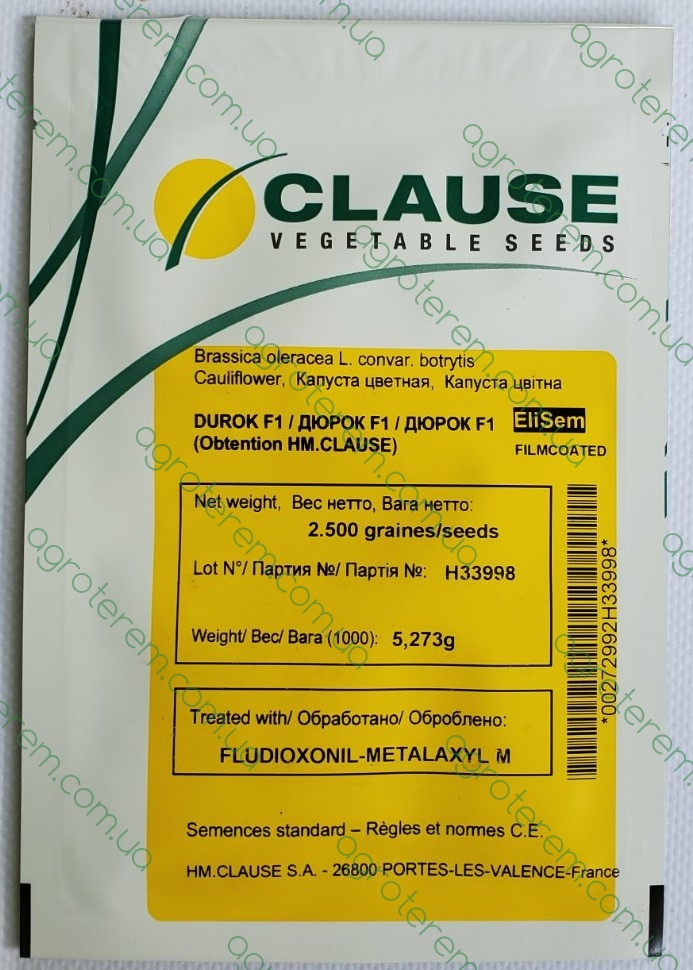 CLAUSE
VEGETABLE SEEDS
Brassica oleracea L. convar. botrytis
Cauliflower, Капуста цветная, Капуста цвітна
DUROK F1 / ДЮРОК F1 / ДЮРОК F1
(Obtention HM.CLAUSE)
EliSem
FILMCOATED
Net weight, Вес нетто, Вага нетто:
2.500 graines/seeds
Lot N°/ Партия №/ Партія №: H33998
Weight/ Вес/ Вага (1000): 5,273g
*00272992H33998*
Treated with/ Обработано/ Оброблено:
FLUDIOXONIL-METALAXYL M
Semences standard – Règles et normes C.E.
HM.CLAUSE S.A. - 26800 PORTES-LES-VALENCE-France
agroterem.com.ua